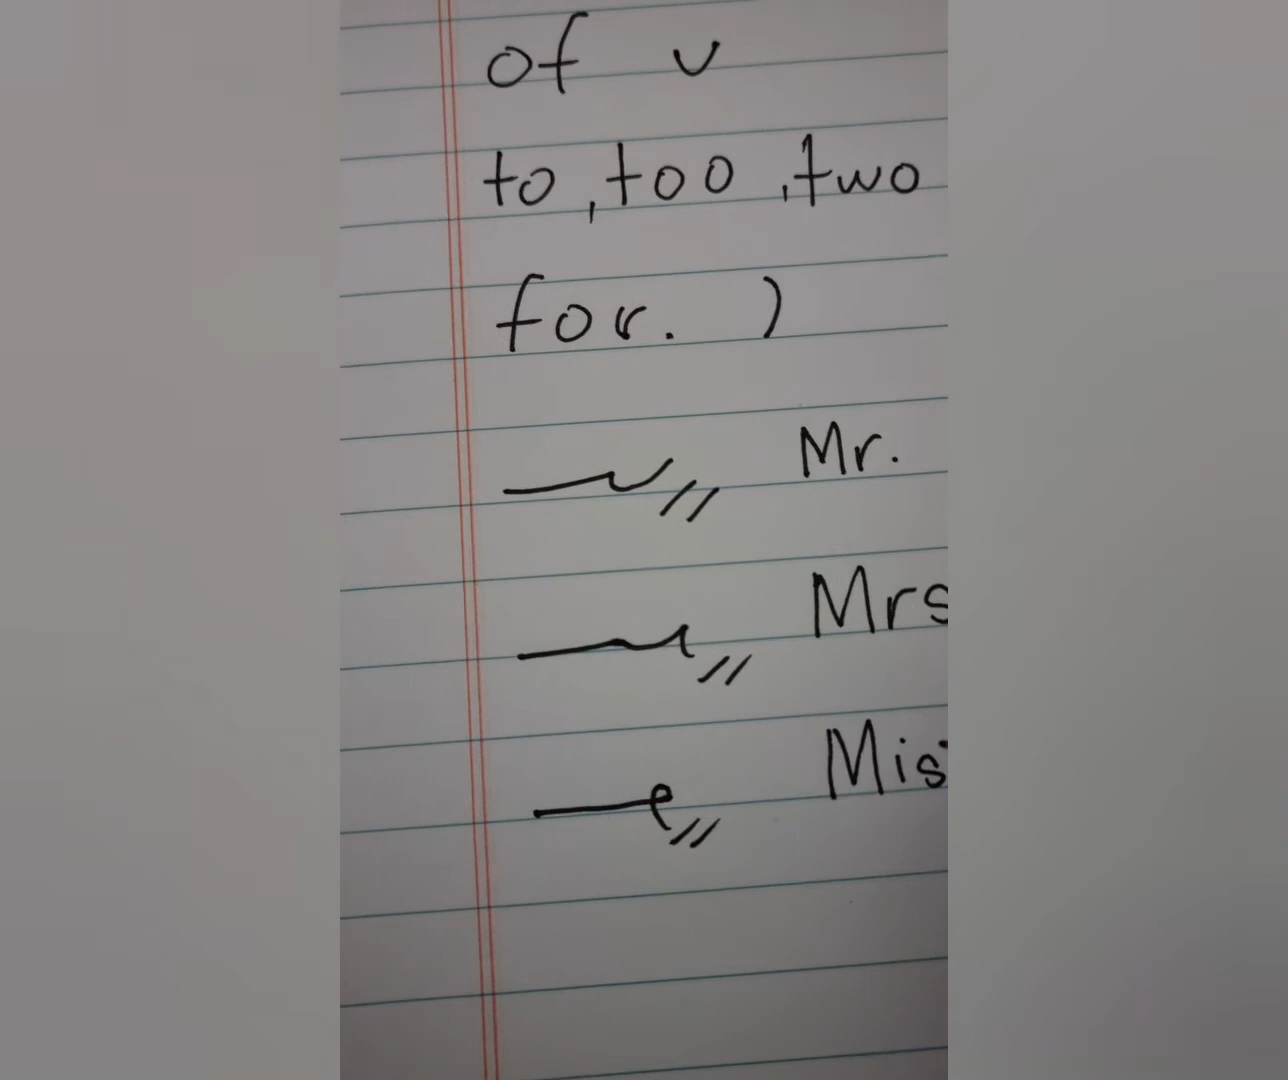 of
to, too, two
for.
Mr.
Mrs
Mis